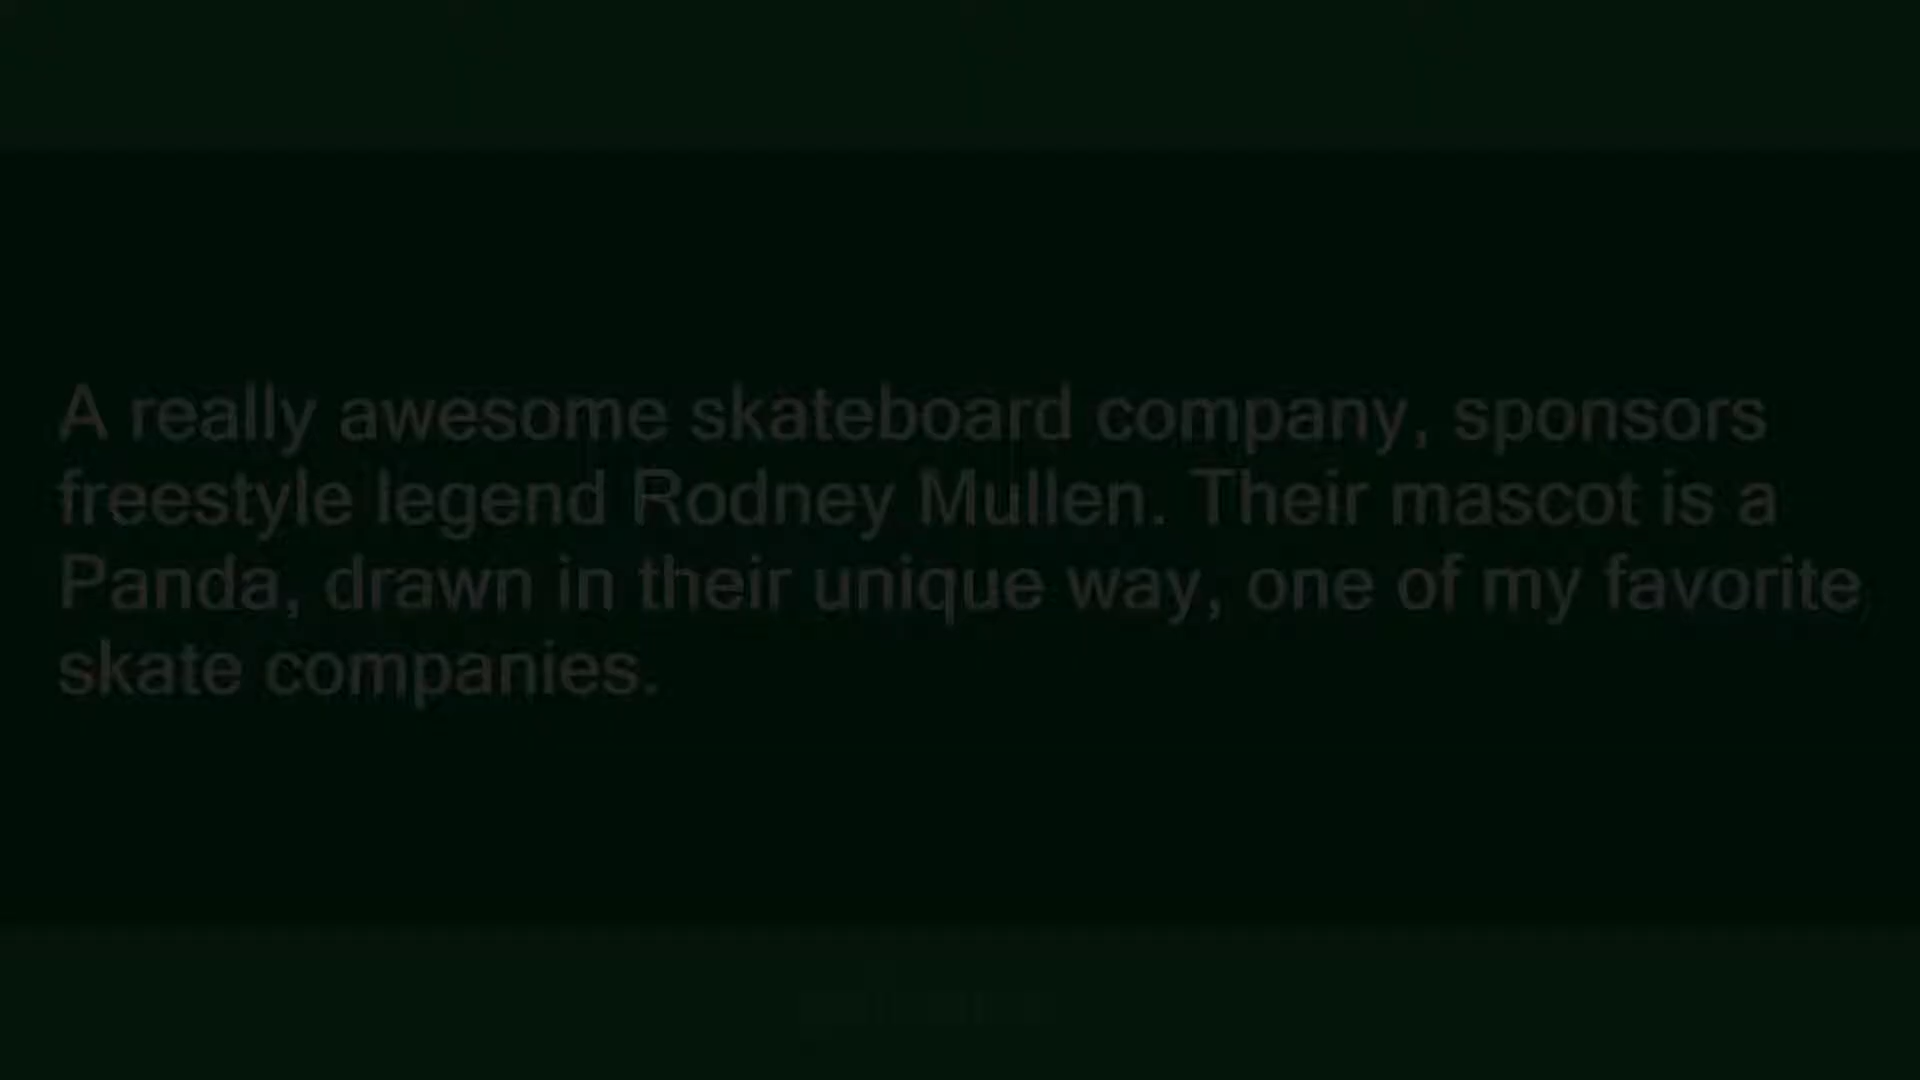 A really awesome skateboard company, sponsors
freestyle legend Rodney Mullen. Their mascot is a
Panda, drawn in their unique way, one of my favorite
skate companies.